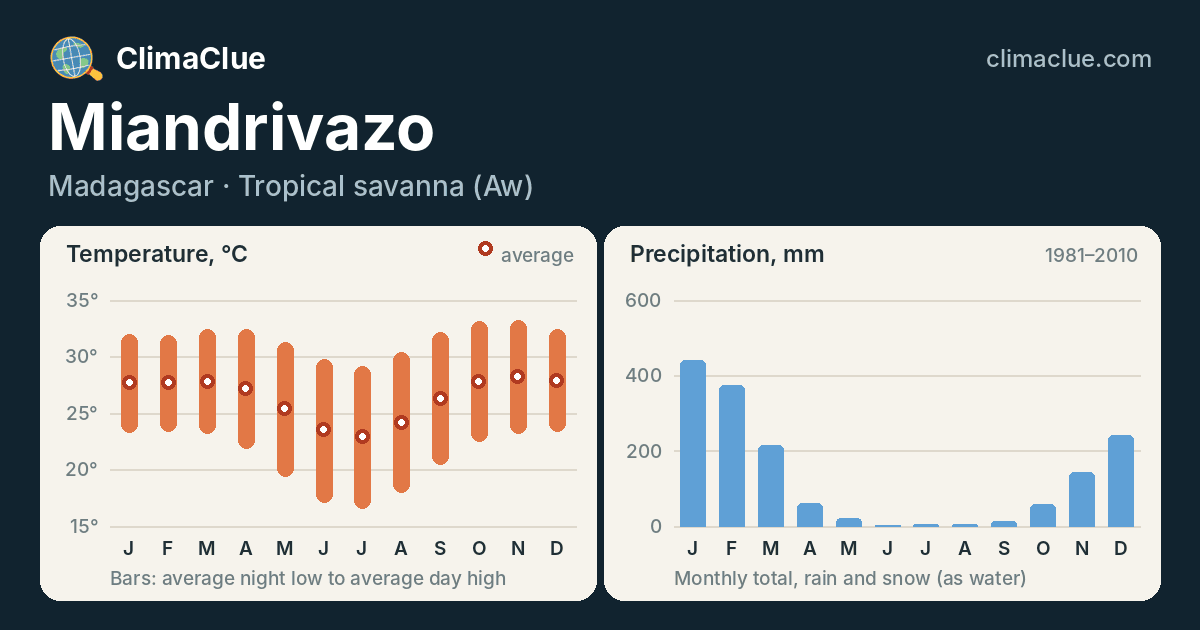 ClimaClue
climaclue.com
Miandrivazo
Madagascar · Tropical savanna (Aw)
Temperature, °C
average
35°
30°
25°
20°
15°
J F M A M J J A S O N D
Bars: average night low to average day high
Precipitation, mm
1981–2010
600
400
200
0
J F M A M J J A S O N D
Monthly total, rain and snow (as water)